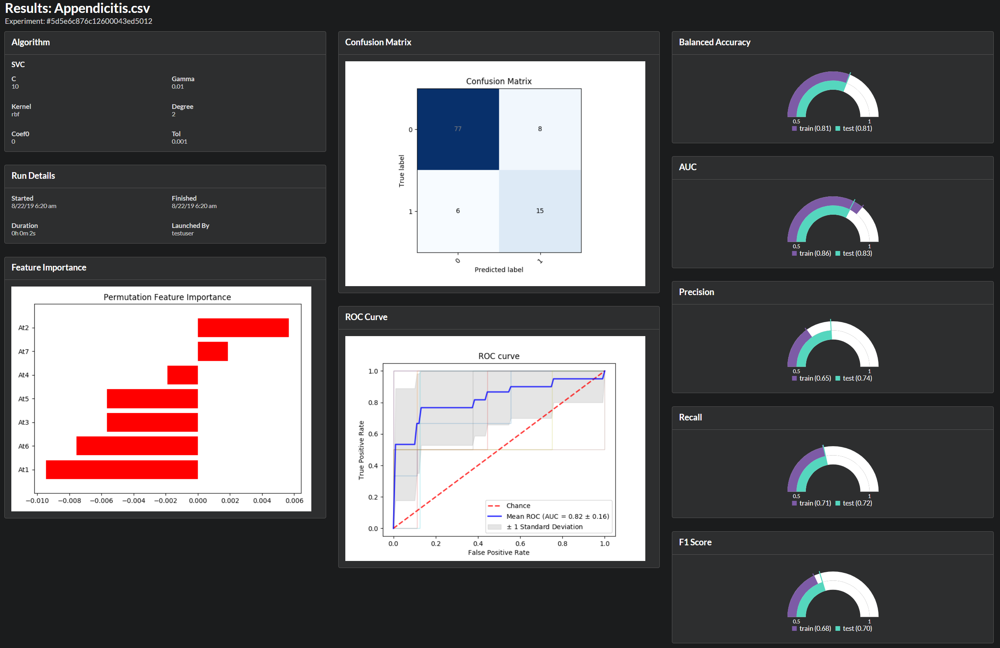 Results: Appendicitis.csv
Experiment: #5d5e6c876c12600043ed5012
Algorithm
SVC
C
10
Gamma
0.01
Kernel
rbf
Degree
2
Coef0
0
Tol
0.001
Run Details
Started
8/22/19 6:20 am
Finished
8/22/19 6:20 am
Duration
0h 0m 2s
Launched By
testuser
Feature Importance
Permutation Feature Importance
At2
At7
At4
At5
At3
At6
At1
−0.010 −0.008 −0.006 −0.004 −0.002 0.000 0.002 0.004 0.006
Confusion Matrix
Confusion Matrix
True label
0
77 8
1
6 15
0 1
Predicted label
ROC Curve
ROC curve
True Positive Rate
1.0
0.8
0.6
0.4
0.2
0.0
Chance
Mean ROC (AUC = 0.82 ± 0.16)
± 1 Standard Deviation
0.0 0.2 0.4 0.6 0.8 1.0
False Positive Rate
Balanced Accuracy
0.5 1
train (0.81) test (0.81)
AUC
0.5 1
train (0.86) test (0.83)
Precision
0.5 1
train (0.65) test (0.74)
Recall
0.5 1
train (0.71) test (0.72)
F1 Score
0.5 1
train (0.68) test (0.70)